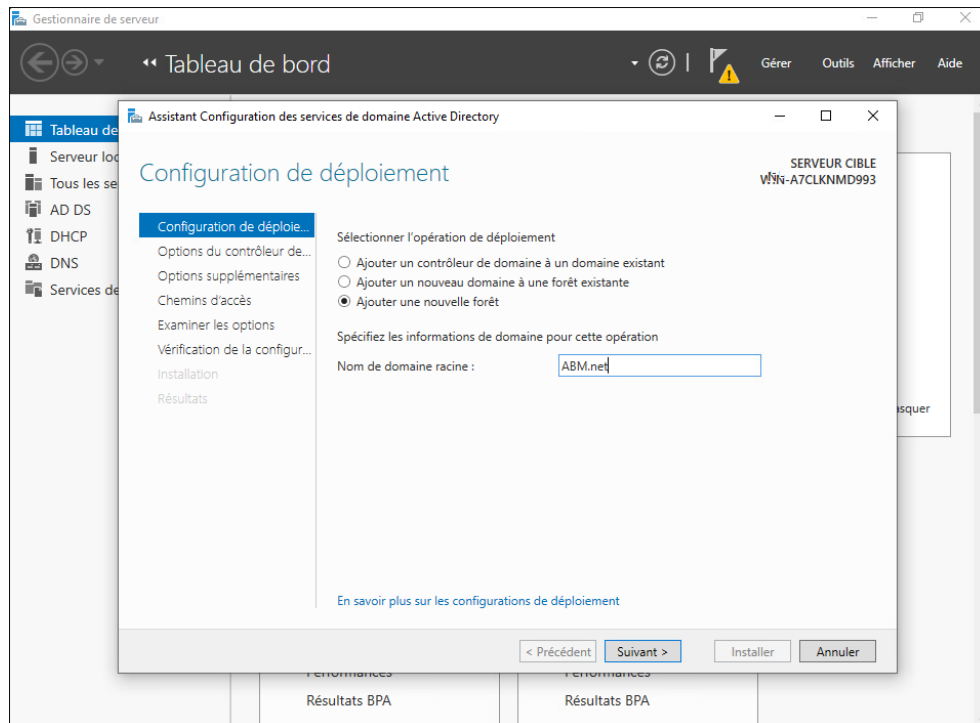 Gestionnaire de serveur
Tableau de bord
Gérer Outils Afficher Aide
Assistant Configuration des services de domaine Active Directory
Tableau de
Serveur loc
Tous les se
AD DS
DHCP
DNS
Services de
Configuration de déploiement
SERVEUR CIBLE
WIN-A7CLKNMD993
Configuration de déploie...
Options du contrôleur de...
Options supplémentaires
Chemins d'accès
Examiner les options
Vérification de la configur...
Installation
Résultats
Sélectionner l'opération de déploiement
Ajouter un contrôleur de domaine à un domaine existant
Ajouter un nouveau domaine à une forêt existante
Ajouter une nouvelle forêt
Spécifiez les informations de domaine pour cette opération
Nom de domaine racine :
ABM.net
asquer
En savoir plus sur les configurations de déploiement
< Précédent Suivant > Installer Annuler
Performances Performances
Résultats BPA Résultats BPA